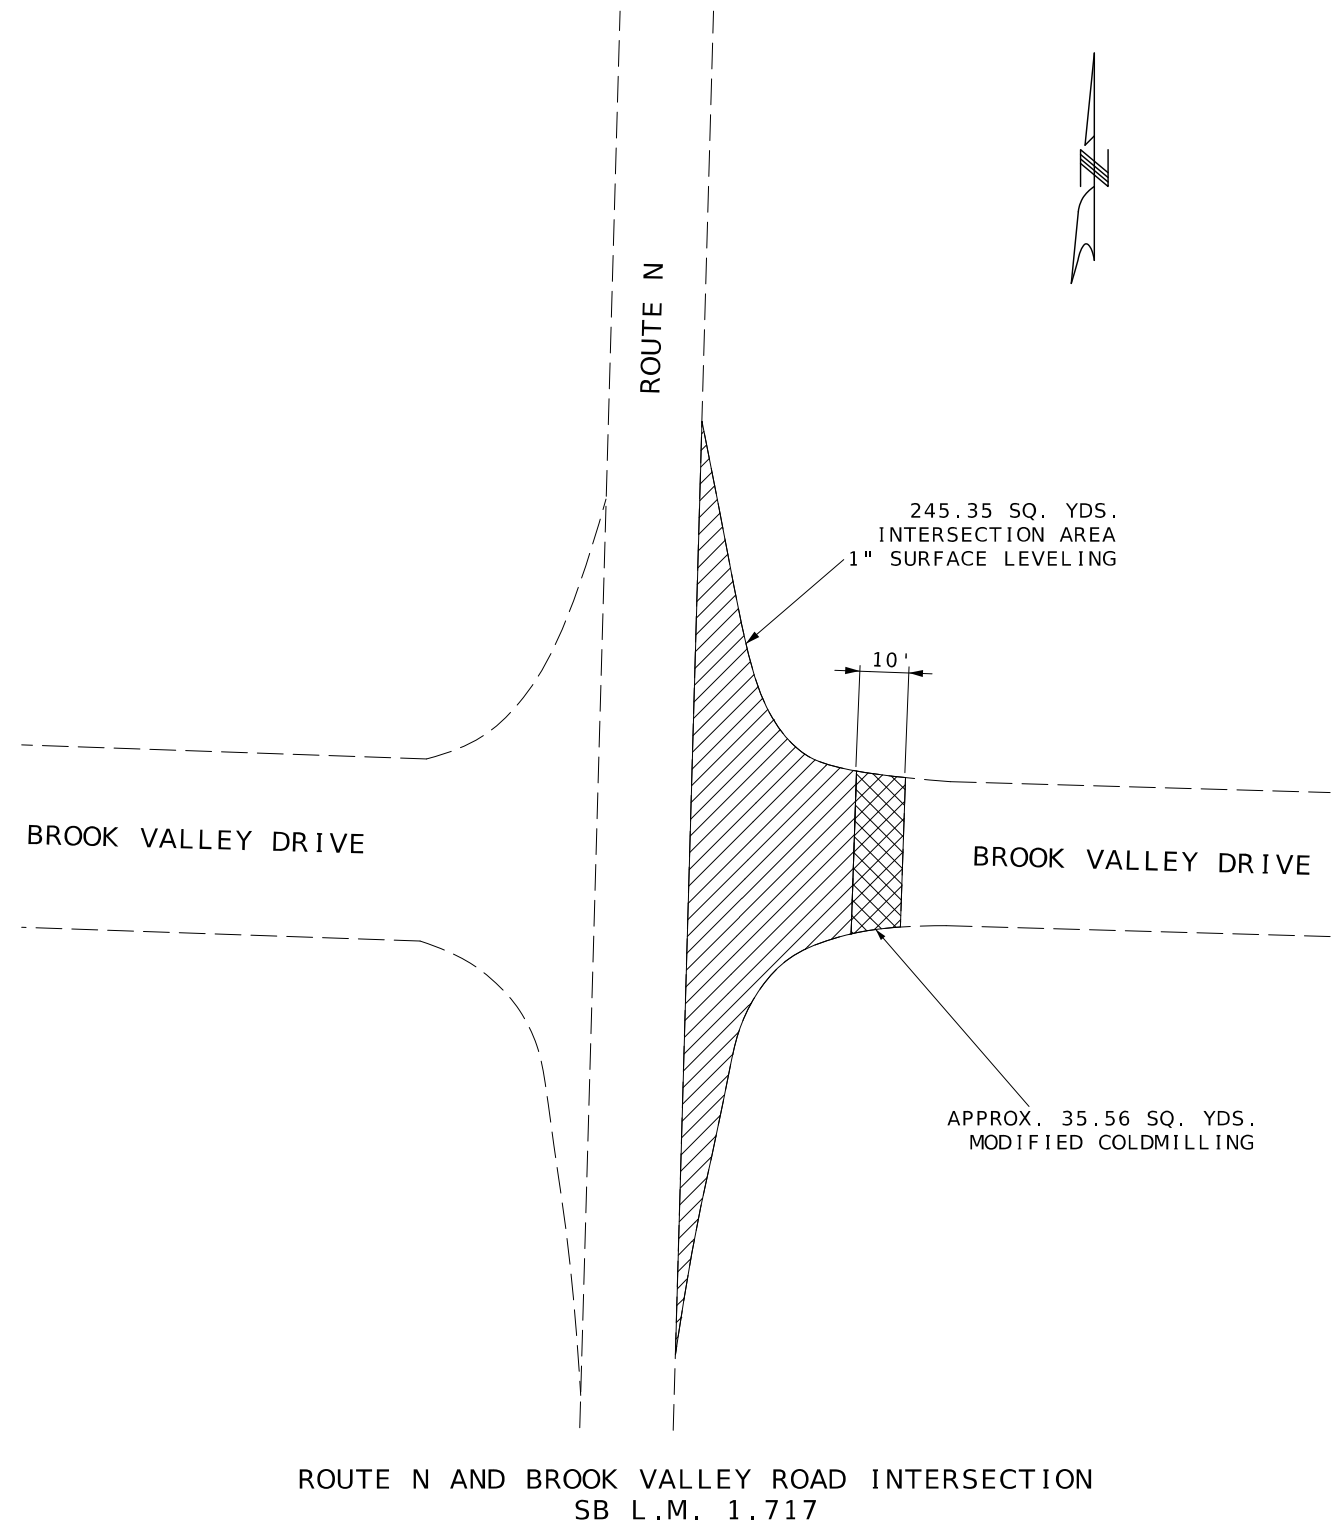 ROUTE N
245.35 SQ. YDS.
INTERSECTION AREA
1" SURFACE LEVELING
10'
BROOK VALLEY DRIVE
BROOK VALLEY DRIVE
APPROX. 35.56 SQ. YDS.
MODIFIED COLDMILLING
ROUTE N AND BROOK VALLEY ROAD INTERSECTION
SB L.M. 1.717
N